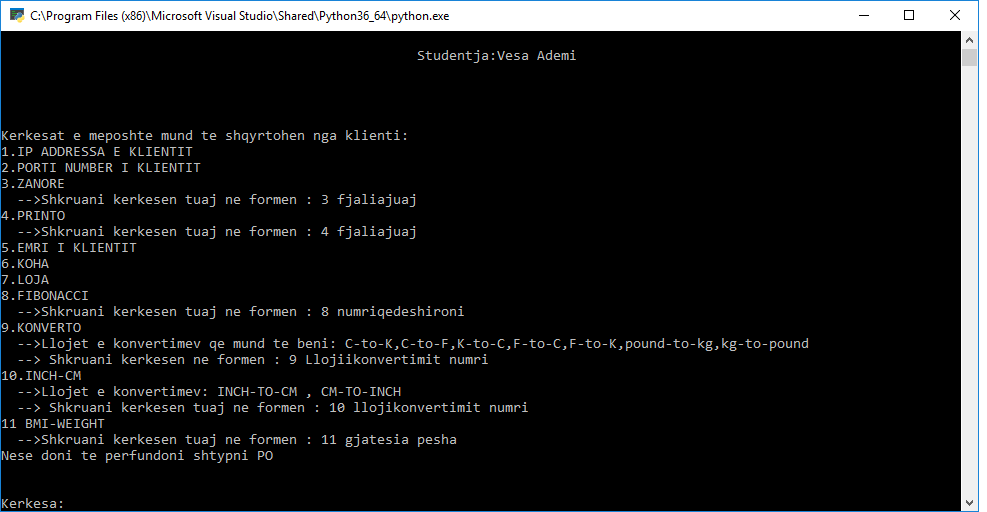 C:\Program Files (x86)\Microsoft Visual Studio\Shared\Python36_64\python.exe
Studentja:Vesa Ademi
Kerkesat e meposhte mund te shqyrtohen nga klienti:
1.IP ADDRESSA E KLIENTIT
2.PORTI NUMBER I KLIENTIT
3.ZANORE
-->Shkruani kerkesen tuaj ne formen : 3 fjaliajuaj
4.PRINTO
-->Shkruani kerkesen tuaj ne formen : 4 fjaliajuaj
5.EMRI I KLIENTIT
6.KOHA
7.LOJA
8.FIBONACCI
-->Shkruani kerkesen tuaj ne formen : 8 numriqedeshironi
9.KONVERTO
-->Llojet e konvertimev qe mund te beni: C-to-K,C-to-F,K-to-C,F-to-C,F-to-K,pound-to-kg,kg-to-pound
--> Shkruani kerkesen ne formen : 9 Llojiikonvertimit numri
10.INCH-CM
-->Llojet e konvertimev: INCH-TO-CM , CM-TO-INCH
--> Shkruani kerkesen tuaj ne formen : 10 llojikonvertimit numri
11 BMI-WEIGHT
-->Shkruani kerkesen tuaj ne formen : 11 gjatesia pesha
Nese doni te perfundoni shtypni PO
Kerkesa: